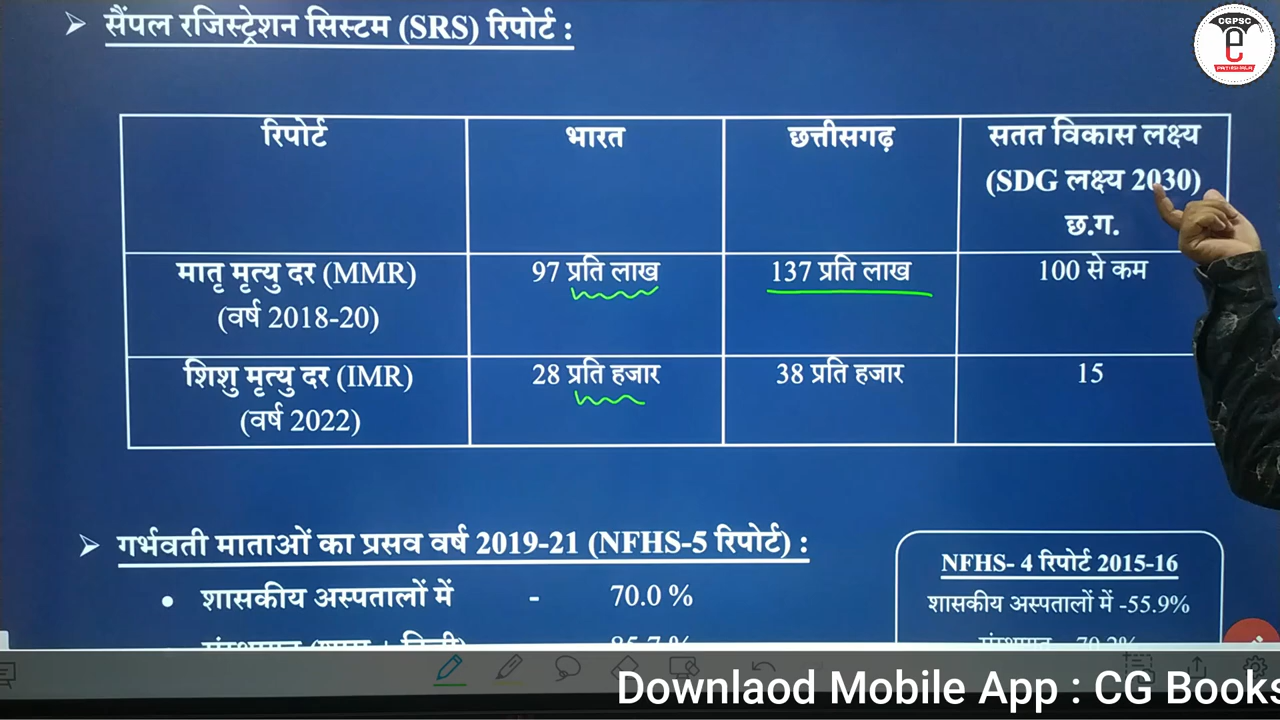 CGPSC
PATHSHALA
➢ सैंपल रजिस्ट्रेशन सिस्टम (SRS) रिपोर्ट :
रिपोर्ट भारत छत्तीसगढ़ सतत विकास लक्ष्य
(SDG लक्ष्य 2030)
छ.ग.
मातृ मृत्यु दर (MMR) 97 प्रति लाख 137 प्रति लाख 100 से कम
(वर्ष 2018-20)
शिशु मृत्यु दर (IMR) 28 प्रति हजार 38 प्रति हजार 15
(वर्ष 2022)
➢ गर्भवती माताओं का प्रसव वर्ष 2019-21 (NFHS-5 रिपोर्ट) :
• शासकीय अस्पतालों में - 70.0 %
NFHS- 4 रिपोर्ट 2015-16
शासकीय अस्पतालों में -55.9%
Downlaod Mobile App : CG Books